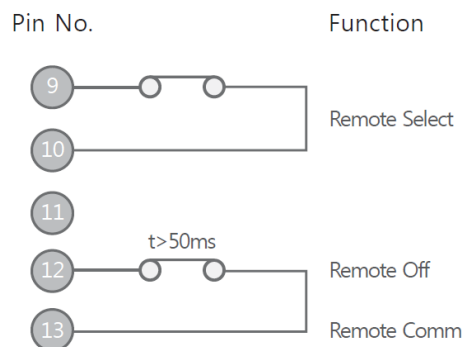 Pin No. Function
9
Remote Select
10
11
t>50ms
12 Remote Off
13 Remote Comm